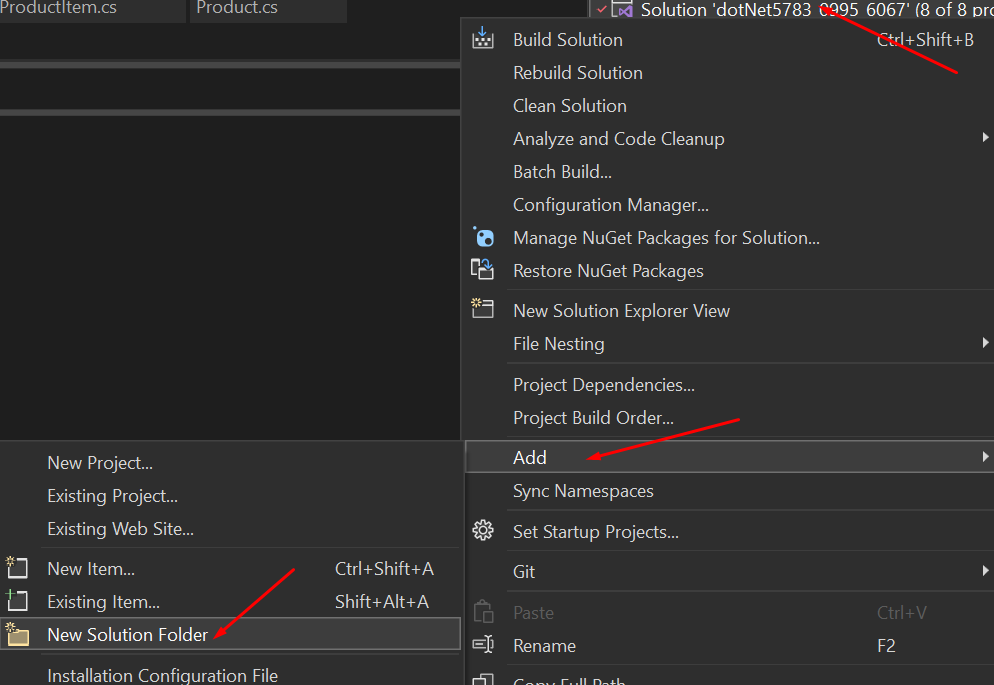 ProductItem.cs
Product.cs
Solution 'dotNet5783_0995_6067' (8 of 8 pro
Build Solution Ctrl+Shift+B
Rebuild Solution
Clean Solution
Analyze and Code Cleanup
Batch Build...
Configuration Manager...
Manage NuGet Packages for Solution...
Restore NuGet Packages
New Solution Explorer View
File Nesting
Project Dependencies...
Project Build Order...
Add
Sync Namespaces
Set Startup Projects...
Git
Paste Ctrl+V
Rename F2
Copy Full Path
New Project...
Existing Project...
Existing Web Site...
New Item... Ctrl+Shift+A
Existing Item... Shift+Alt+A
New Solution Folder
Installation Configuration File